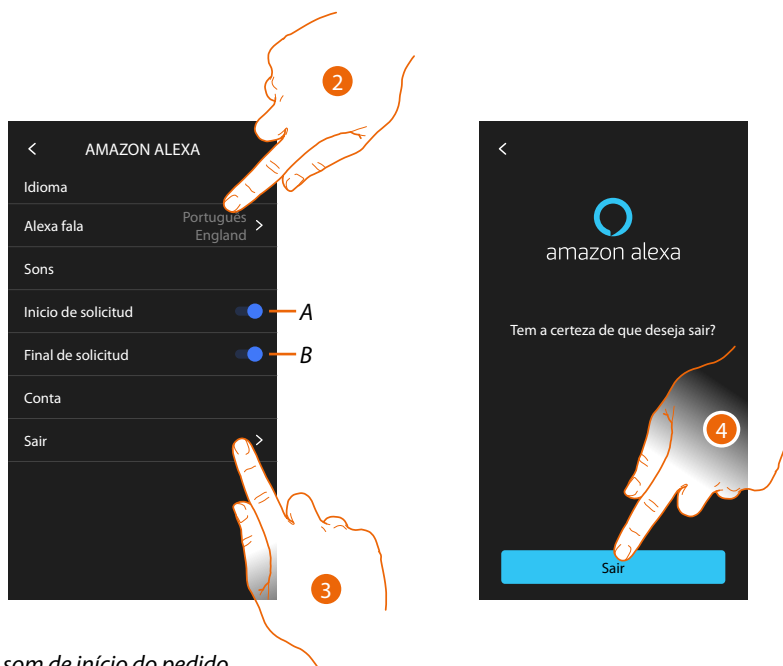 2
AMAZON ALEXA
Idioma
Alexa fala
Português
England
Sons
Inicio de solicitud
A
Final de solicitud
B
Conta
Sair
3
amazon alexa
Tem a certeza de que deseja sair?
4
Sair
som de início do pedido